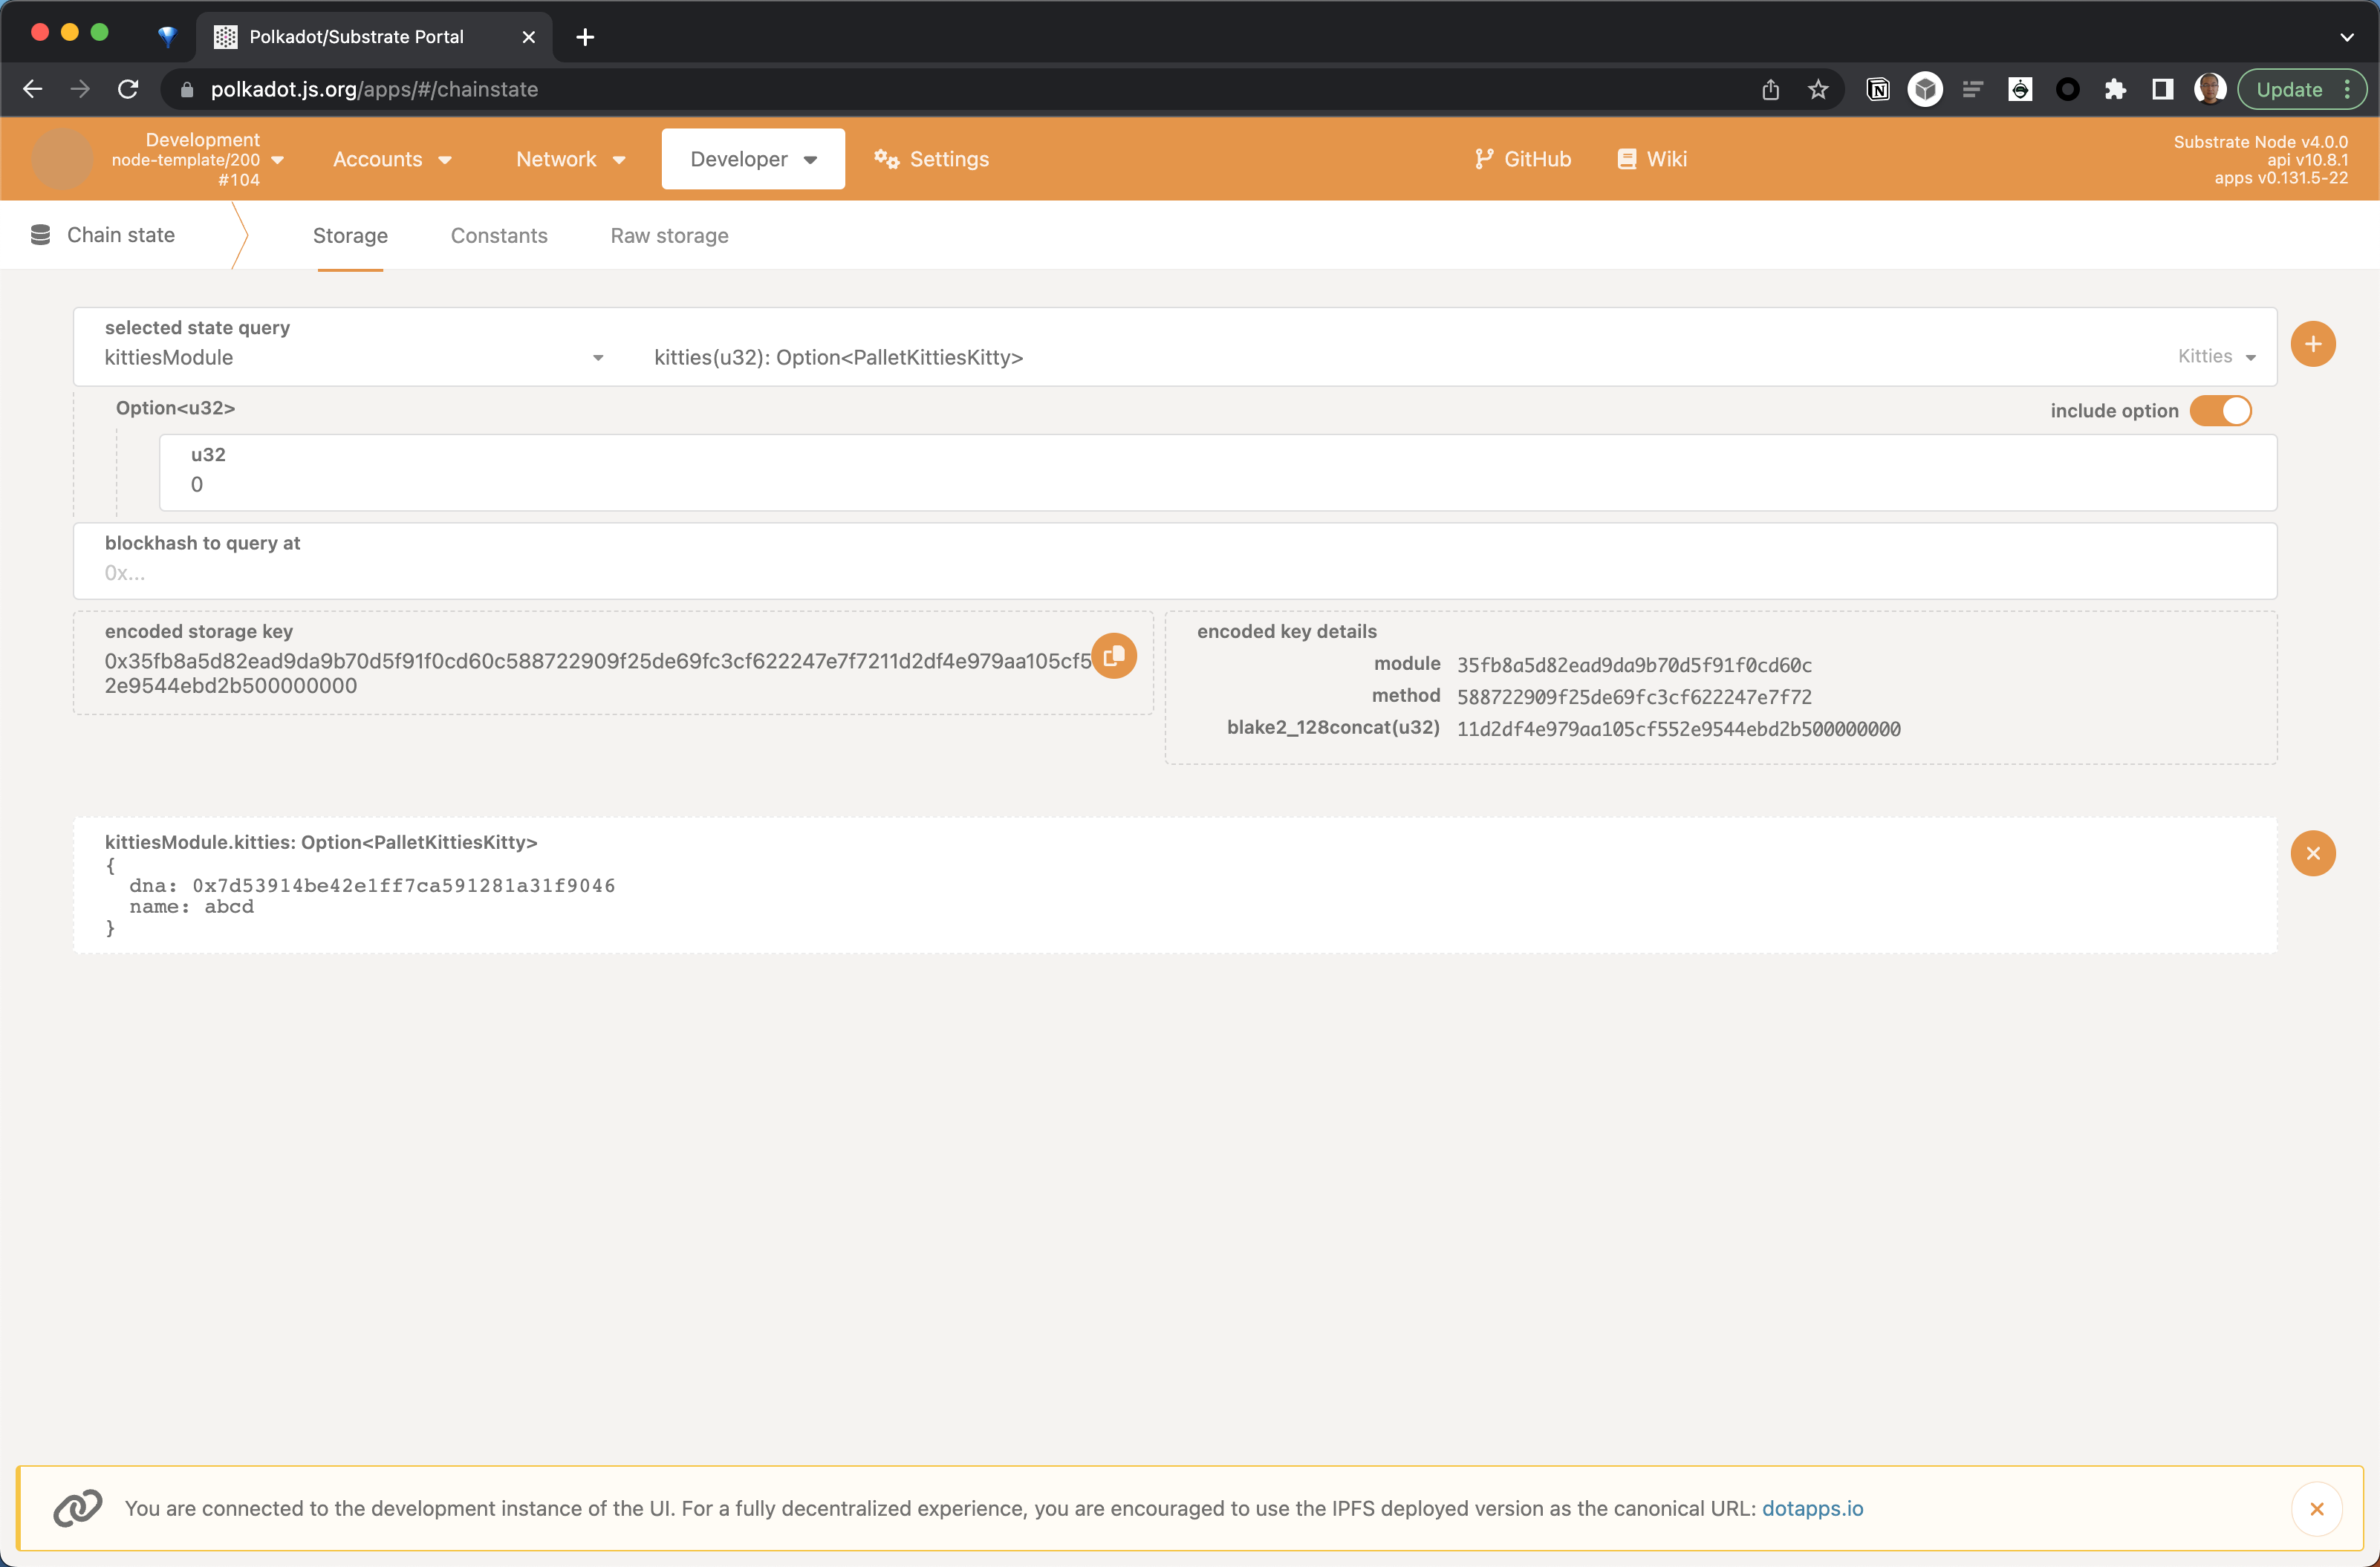 Polkadot/Substrate Portal
polkadot.js.org/apps/#/chainstate
Update
Development
node-template/200
#104
Accounts
Network
Developer
Settings
GitHub
Wiki
Substrate Node v4.0.0
api v10.8.1
apps v0.131.5-22
Chain state
Storage
Constants
Raw storage
selected state query
kittiesModule
kitties(u32): Option<PalletKittiesKitty>
Kitties
Option<u32>
include option
u32
0
blockhash to query at
0x...
encoded storage key
0x35fb8a5d82ead9da9b70d5f91f0cd60c588722909f25de69fc3cf622247e7f7211d2df4e979aa105cf5
2e9544ebd2b500000000
encoded key details
module 35fb8a5d82ead9da9b70d5f91f0cd60c
method 588722909f25de69fc3cf622247e7f72
blake2_128concat(u32) 11d2df4e979aa105cf552e9544ebd2b500000000
kittiesModule.kitties: Option<PalletKittiesKitty>
{
dna: 0x7d53914be42e1ff7ca591281a31f9046
name: abcd
}
You are connected to the development instance of the UI. For a fully decentralized experience, you are encouraged to use the IPFS deployed version as the canonical URL: dotapps.io